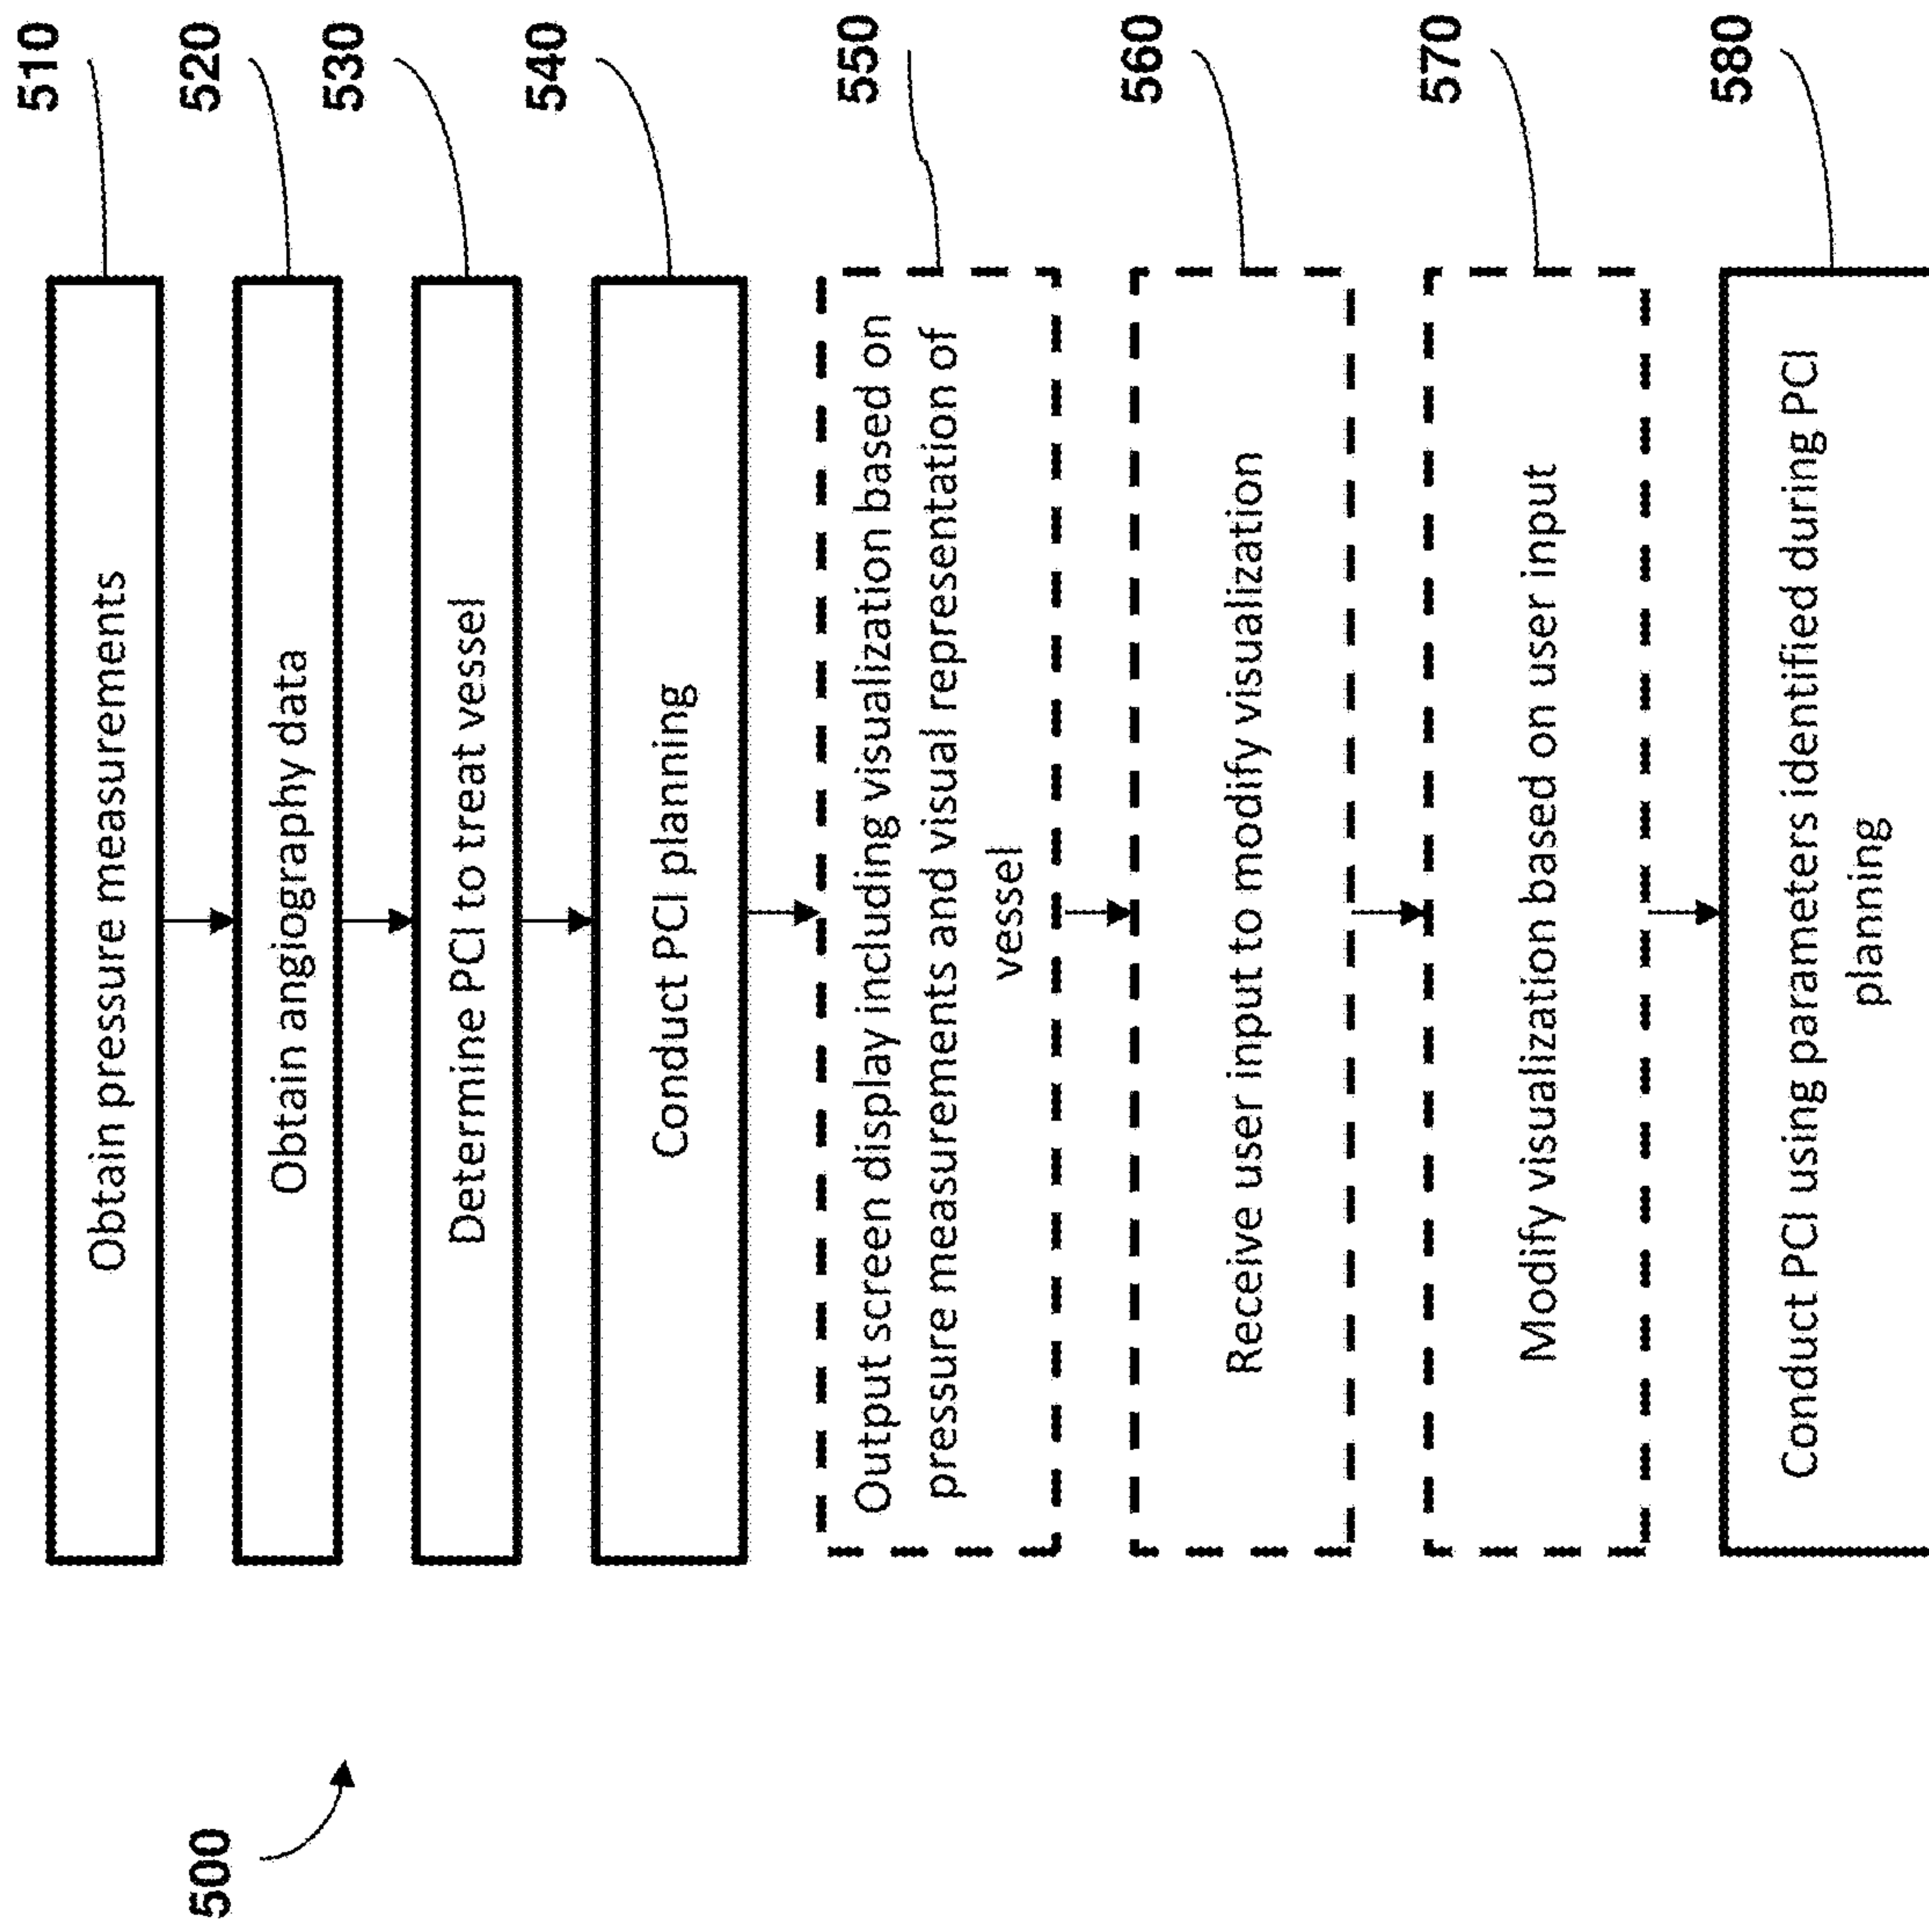 500
Obtain pressure measurements
510
Obtain angiography data
520
Determine PCI to treat vessel
530
Conduct PCI planning
540
Output screen display including visualization based on
pressure measurements and visual representation of
vessel
550
Receive user input to modify visualization
560
Modify visualization based on user input
570
Conduct PCI using parameters identified during PCI
planning
580